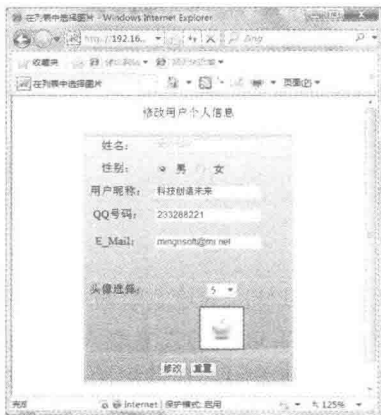 在列表中选择图片 - Windows Internet Explorer
http://192.16...
收藏夹
在列表中选择图片
页面(P)
修改用户个人信息
姓名：
性别： 男 女
用户昵称： 科技创造未来
QQ号码： 233288221
E_Mail：
头像选择： 5
修改 重置
完成 Internet | 保护模式: 启用 125%